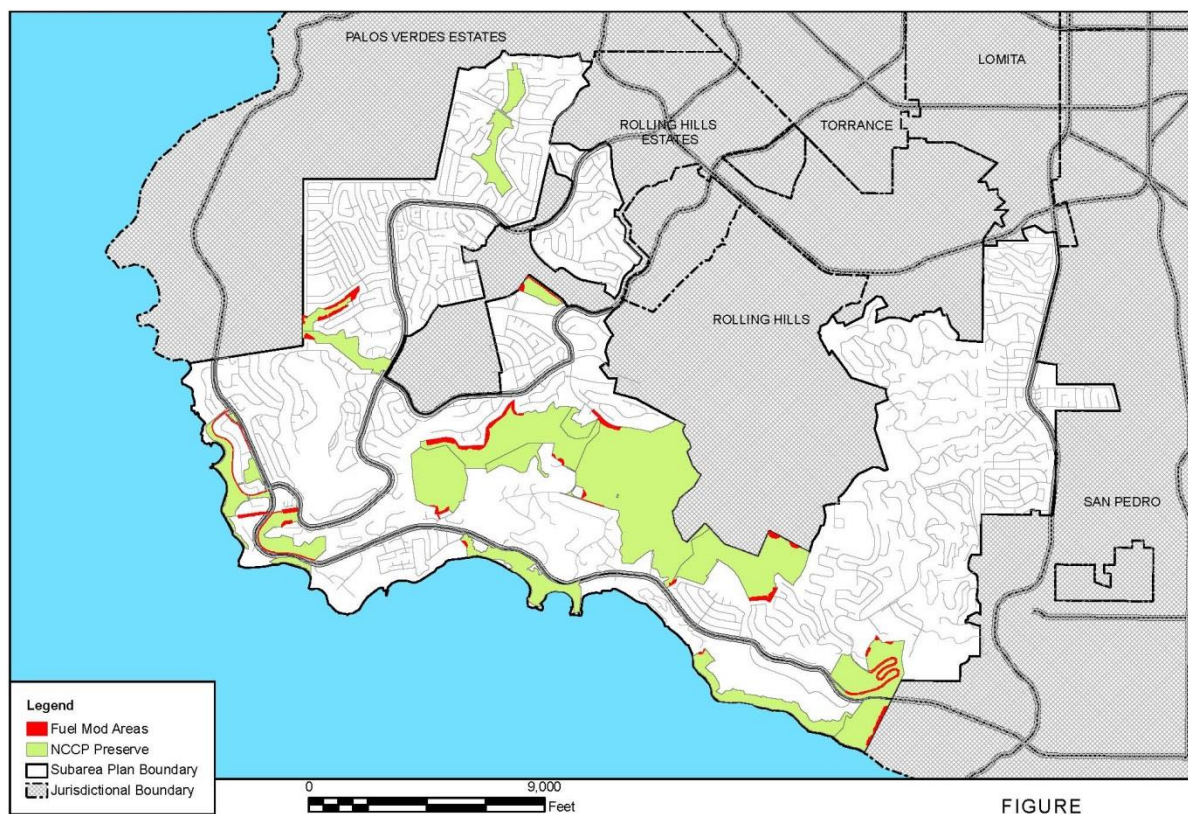 PALOS VERDES ESTATES
LOMITA
ROLLING HILLS
ESTATES
TORRANCE
ROLLING HILLS
SAN PEDRO
Legend
Fuel Mod Areas
NCCP Preserve
Subarea Plan Boundary
Jurisdictional Boundary
0
9,000
Feet
FIGURE